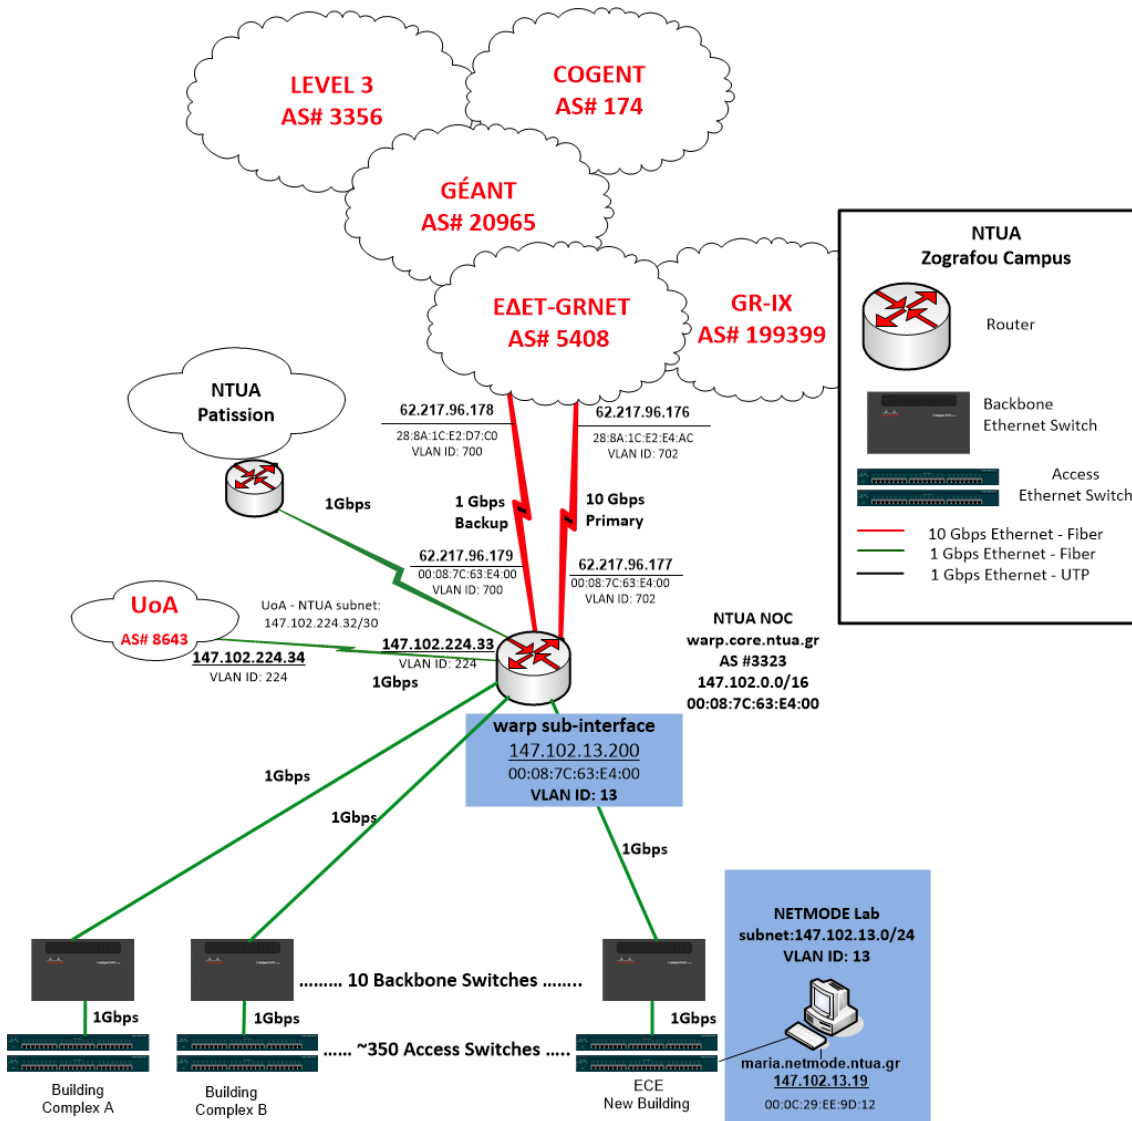 LEVEL 3
AS# 3356
COGENT
AS# 174
GÉANT
AS# 20965
ΕΔΕΤ-GRNET
AS# 5408
GR-IX
AS# 199399
NTUA
Zografou Campus
Router
Backbone
Ethernet Switch
Access
Ethernet Switch
10 Gbps Ethernet - Fiber
1 Gbps Ethernet - Fiber
1 Gbps Ethernet - UTP
NTUA
Patission
62.217.96.178
28:8A:1C:E2:D7:C0
VLAN ID: 700
62.217.96.176
28:8A:1C:E2:E4:AC
VLAN ID: 702
1Gbps
1 Gbps
Backup
10 Gbps
Primary
62.217.96.179
00:08:7C:63:E4:00
VLAN ID: 700
62.217.96.177
00:08:7C:63:E4:00
VLAN ID: 702
UoA
AS# 8643
UoA - NTUA subnet:
147.102.224.32/30
147.102.224.34
VLAN ID: 224
147.102.224.33
VLAN ID: 224
1Gbps
NTUA NOC
warp.core.ntua.gr
AS #3323
147.102.0.0/16
00:08:7C:63:E4:00
warp sub-interface
147.102.13.200
00:08:7C:63:E4:00
VLAN ID: 13
1Gbps
1Gbps
1Gbps
NETMODE Lab
subnet:147.102.13.0/24
VLAN ID: 13
maria.netmode.ntua.gr
147.102.13.19
00:0C:29:EE:9D:12
......... 10 Backbone Switches ........
1Gbps
1Gbps
1Gbps
...... ~350 Access Switches .....
Building
Complex A
Building
Complex B
ECE
New Building